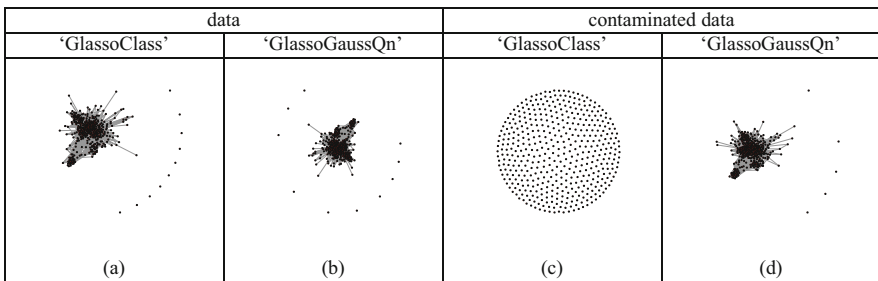 data contaminated data
‘GlassoClass’ ‘GlassoGaussQn’ ‘GlassoClass’ ‘GlassoGaussQn’
(a) (b) (c) (d)